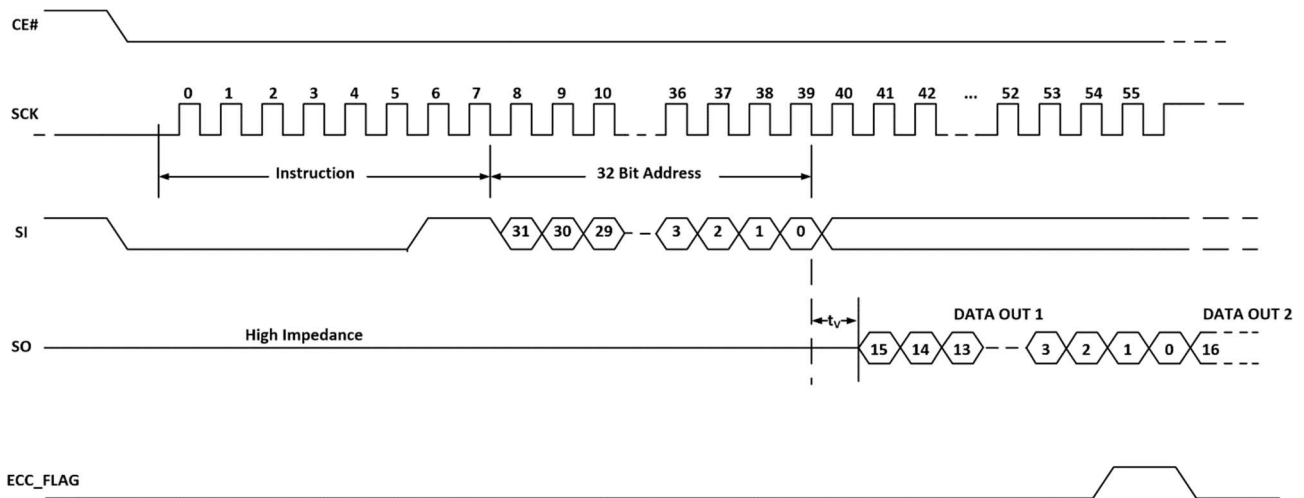 CE#
0 1 2 3 4 5 6 7 8 9 10 36 37 38 39 40 41 42 ... 52 53 54 55
SCK
Instruction 32 Bit Address
SI 31 30 29 3 2 1 0
tV DATA OUT 1 DATA OUT 2
High Impedance
SO 15 14 13 3 2 1 0 16
ECC_FLAG